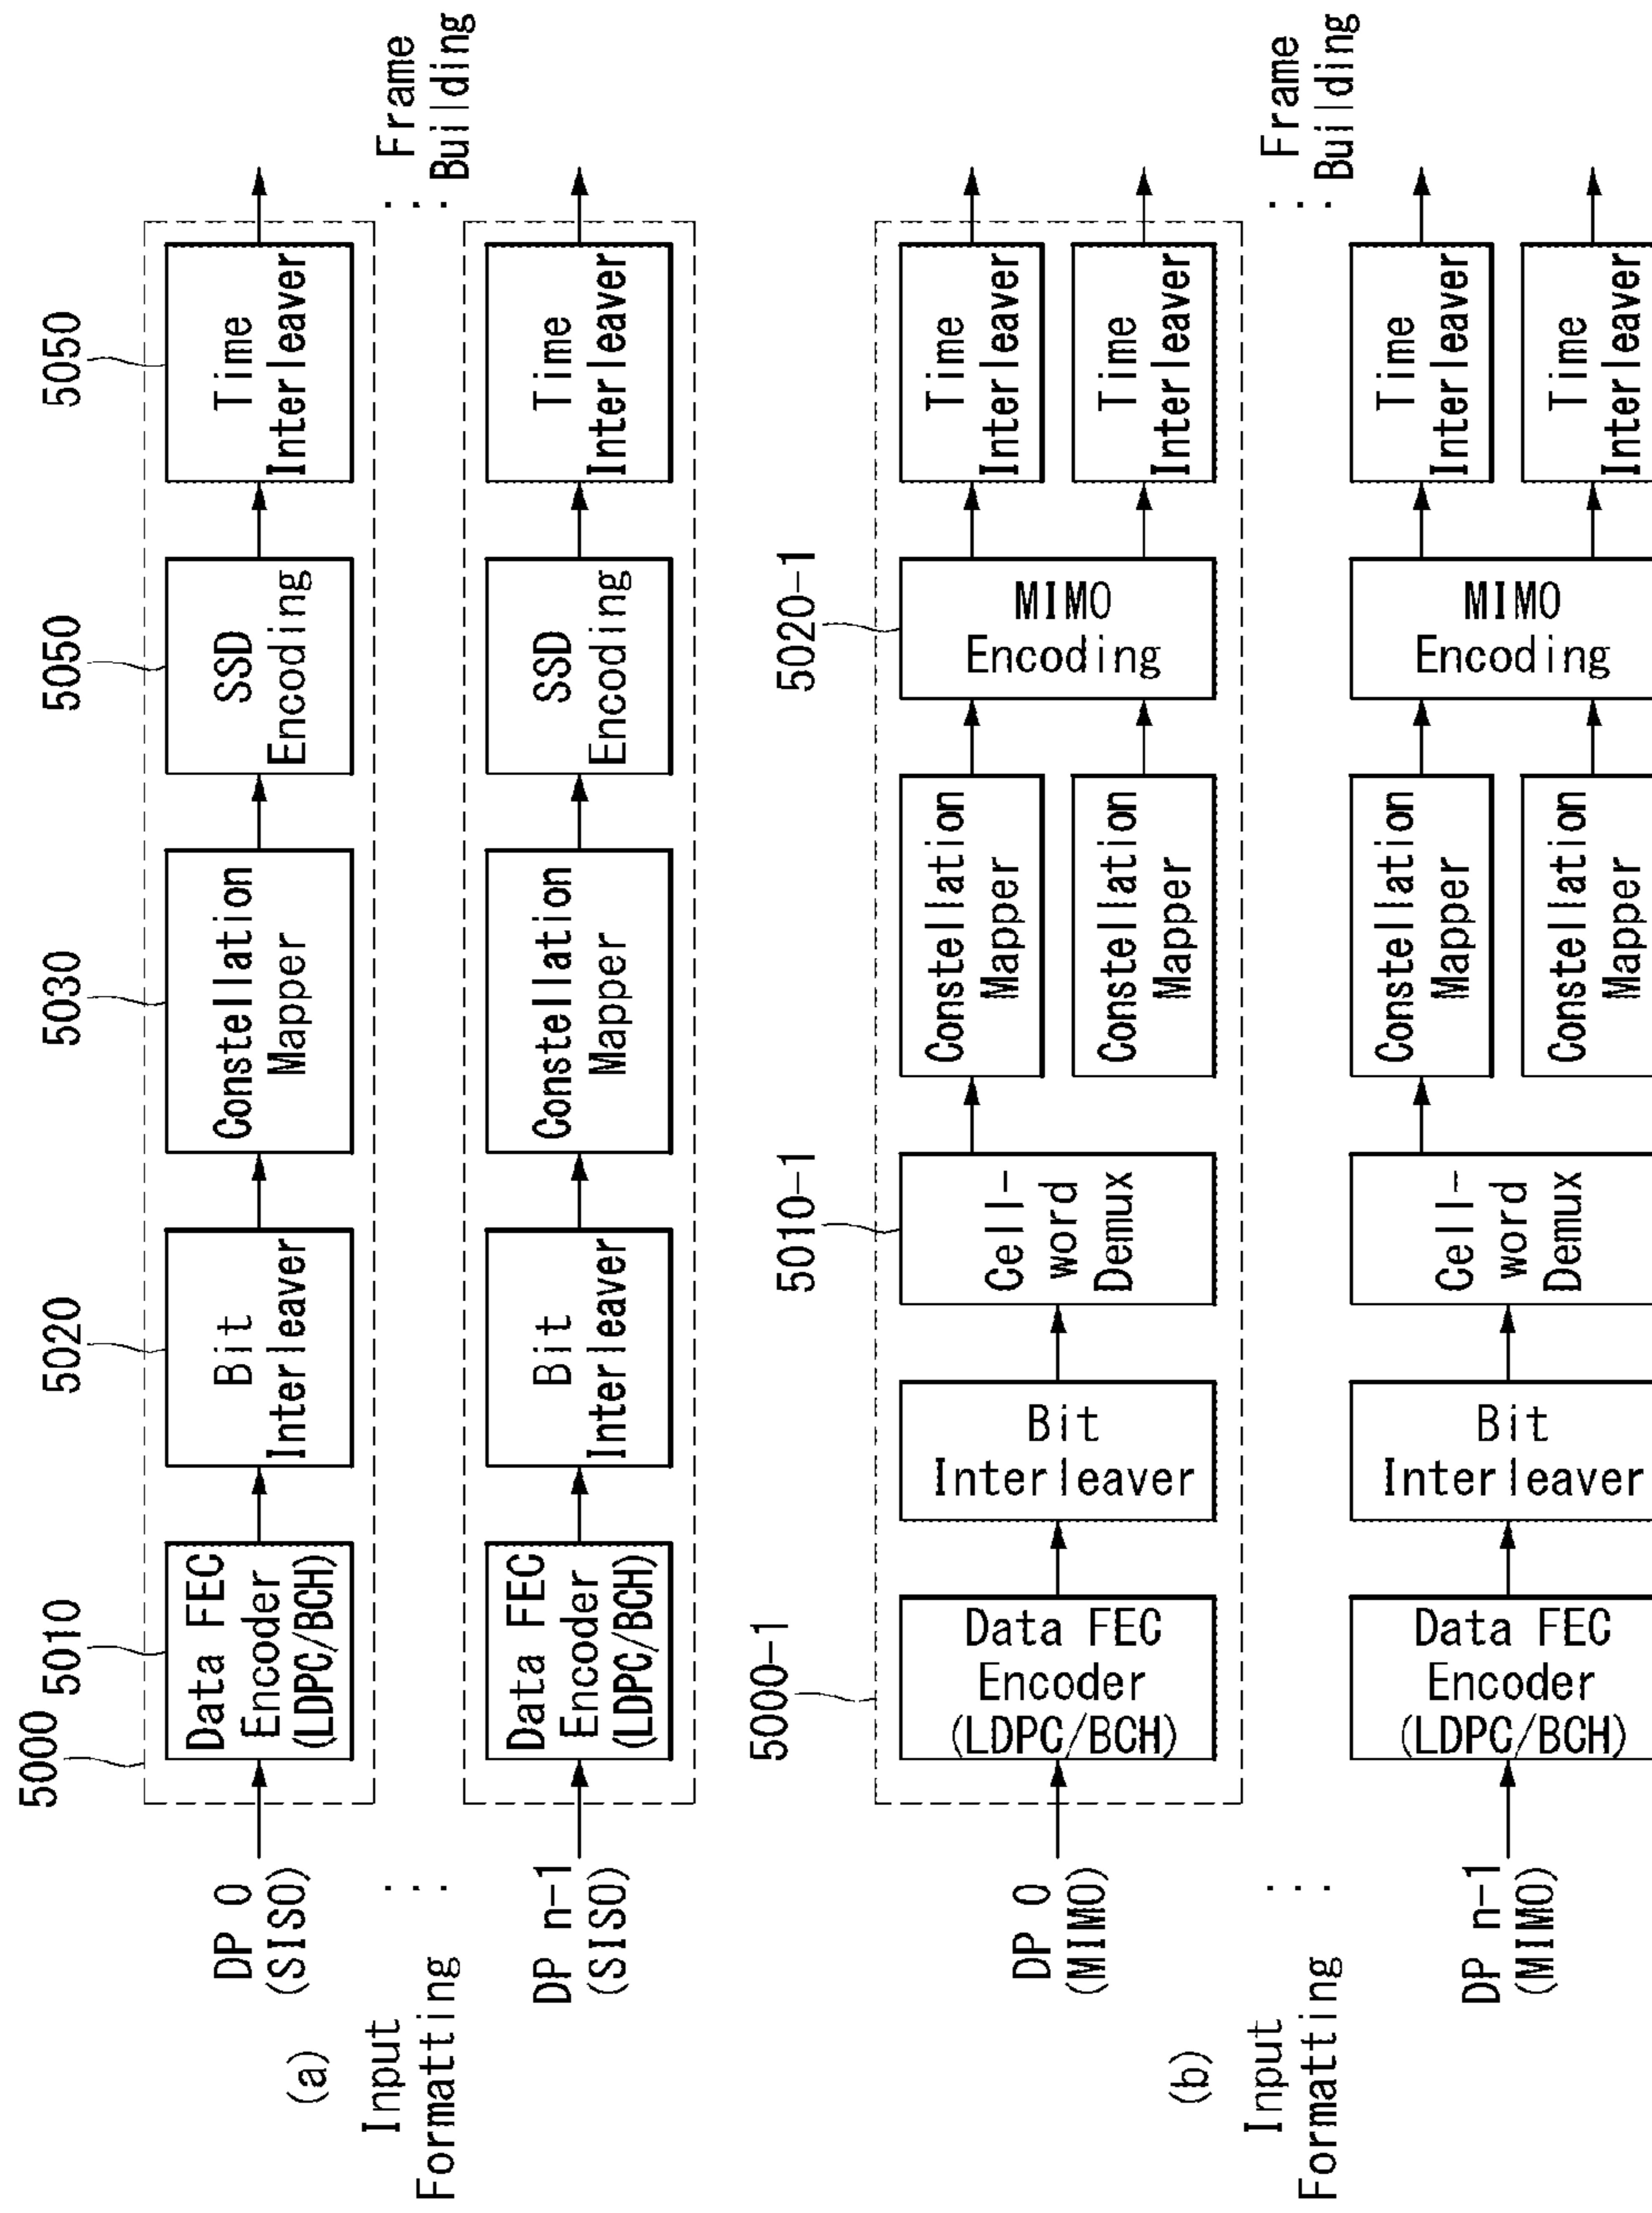 5000
5010
5020
5030
5050
5050
DP 0
(SISO)
Data FEC
Encoder
(LDPC/BCH)
Bit
Interleaver
Constellation
Mapper
SSD
Encoding
Time
Interleaver
(a)
Input
Formatting
...
...
Frame
Building
DP n-1
(SISO)
Data FEC
Encoder
(LDPC/BCH)
Bit
Interleaver
Constellation
Mapper
SSD
Encoding
Time
Interleaver
5000-1
5010-1
5020-1
DP 0
(MIMO)
Data FEC
Encoder
(LDPC/BCH)
Bit
Interleaver
Cell-
word
Demux
Constellation
Mapper
Constellation
Mapper
MIMO
Encoding
Time
Interleaver
Time
Interleaver
(b)
Input
Formatting
...
...
Frame
Building
DP n-1
(MIMO)
Data FEC
Encoder
(LDPC/BCH)
Bit
Interleaver
Cell-
word
Demux
Constellation
Mapper
Constellation
Mapper
MIMO
Encoding
Time
Interleaver
Time
Interleaver